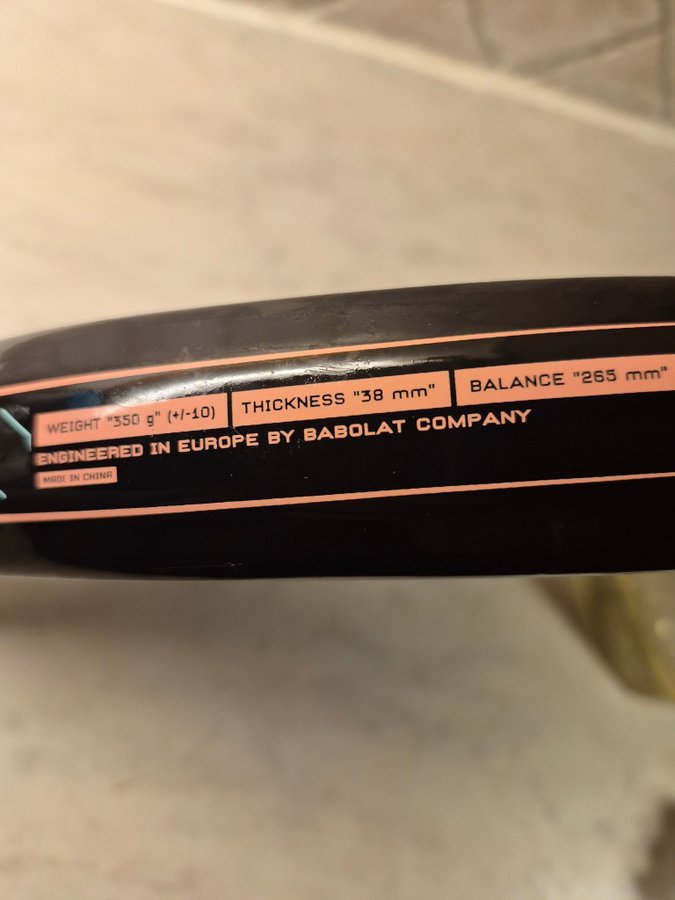 WEIGHT "350 g" (+/-10) THICKNESS "38 mm" BALANCE "265 mm"
ENGINEERED IN EUROPE BY BABOLAT COMPANY
MADE IN CHINA